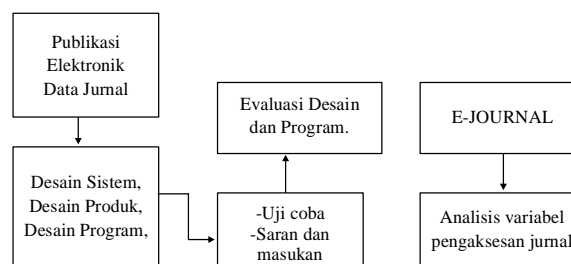 Publikasi
Elektronik
Data Jurnal
Desain Sistem,
Desain Produk,
Desain Program,
Evaluasi Desain
dan Program.
-Uji coba
-Saran dan
masukan
E-JOURNAL
Analisis variabel
pengaksesan jurnal